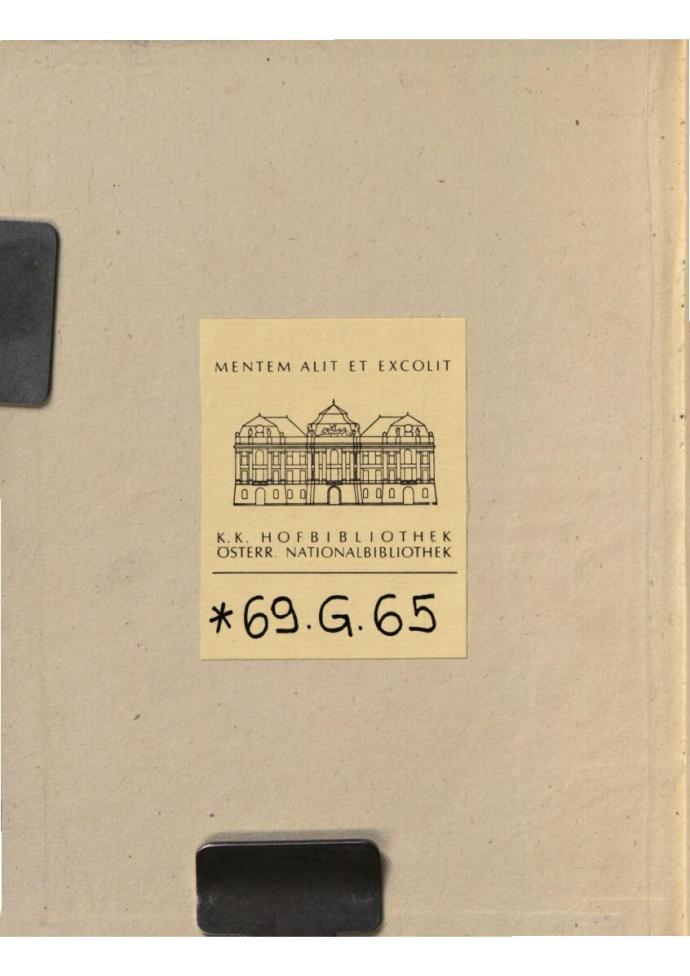 MENTEM ALIT ET EXCOLIT
K.K. HOFBIBLIOTHEK
ÖSTERR. NATIONALBIBLIOTHEK
*69.G.65